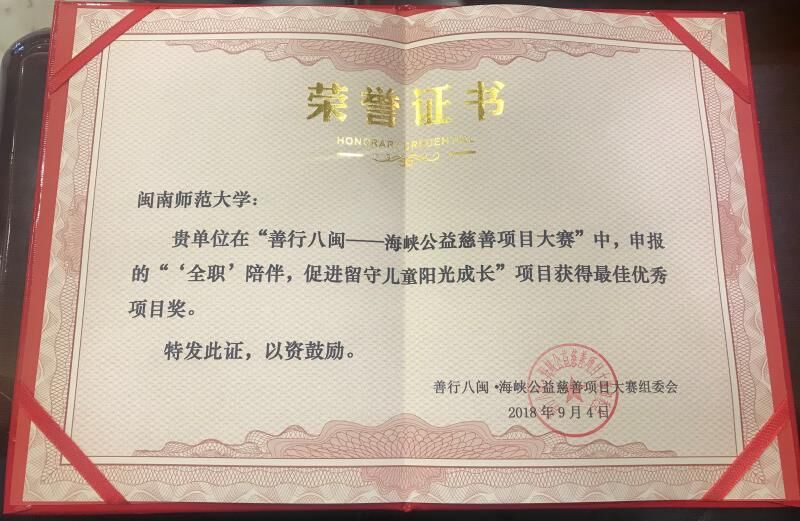 荣誉证书
HONORARY CREDENTIAL
闽南师范大学：
贵单位在“善行八闽——海峡公益慈善项目大赛”中，申报
的“‘全职’陪伴，促进留守儿童阳光成长”项目获得最佳优秀
项目奖。
特发此证，以资鼓励。
善行八闽·海峡公益慈善项目大赛组委会
2018年9月4日